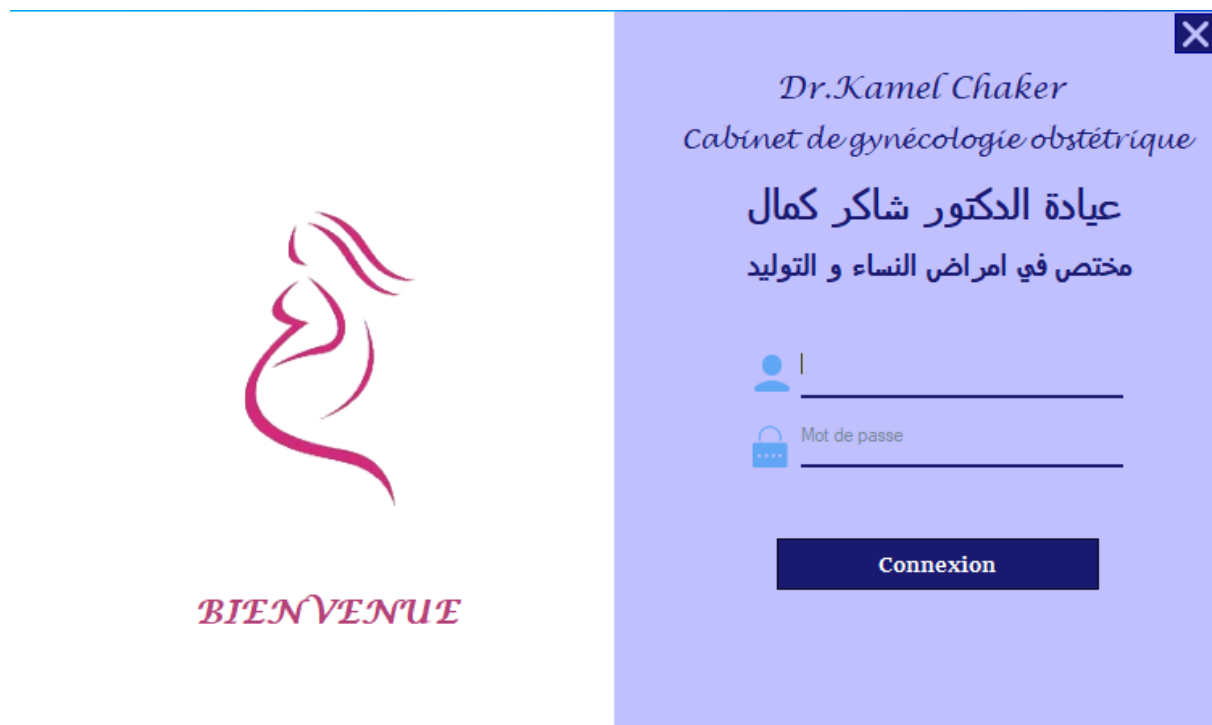 Dr.Kamel Chaker
Cabinet de gynécologie obstétrique
عيادة الدكتور شاكر كمال
مختص في امراض النساء و التوليد
Mot de passe
Connexion
BIENVENUE